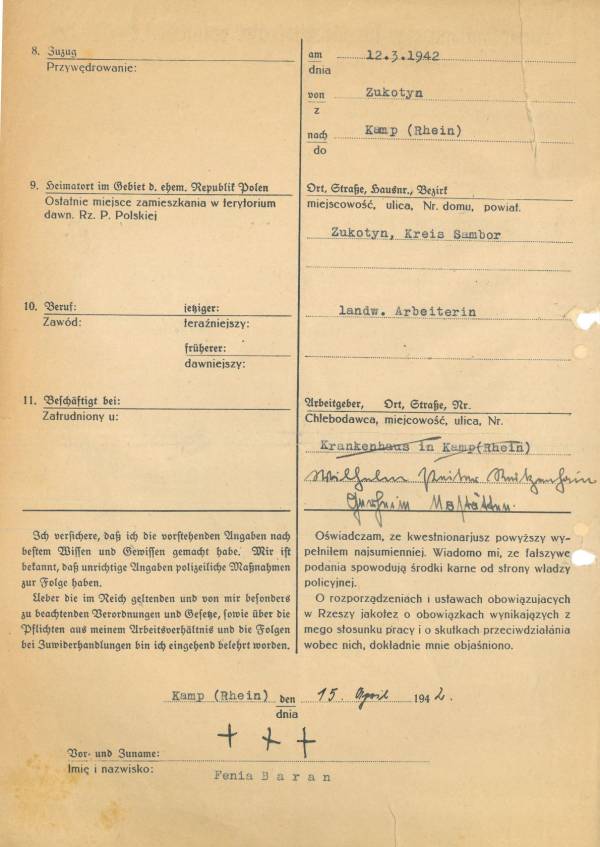 8. Zuzug
Przywędrowanie:
am 12.3.1942
dnia
von Zukotyn
z
nach Kamp (Rhein)
do
9. Heimatort im Gebiet d. ehem. Republik Polen
Ostatnie miejsce zamieszkania w terytorium
dawn. Rz. P. Polskiej
Ort, Straße, Hausnr., Bezirk
miejscowość, ulica, Nr. domu, powiat.
Zukotyn, Kreis Sambor
10. Beruf: jetziger:
Zawód: teraźniejszy:
früherer:
dawniejszy:
landw. Arbeiterin
11. Beschäftigt bei:
Zatrudniony u:
Arbeitgeber, Ort, Straße, Nr.
Chlebodawca, miejcowość, ulica, Nr.
Krankenhaus in Kamp(Rhein)
Wilhelm
Ich versichere, daß ich die vorstehenden Angaben nach
bestem Wissen und Gewissen gemacht habe. Mir ist
bekannt, daß unrichtige Angaben polizeiliche Maßnahmen
zur Folge haben.
Ueber die im Reich geltenden und von mir besonders
zu beachtenden Verordnungen und Gesetze, sowie über die
Pflichten aus meinem Arbeitsverhältnis und die Folgen
bei Zuwiderhandlungen bin ich eingehend belehrt worden.
Oświadczam, ze kwestionarjusz powyższy wy-
pełniłem najsumienniej. Wiadomo mi, ze fałszywe
podania spowodują środki karne od strony władzy
policyjnej.
O rozporządzeniach i ustawach obowiązujacych
w Rzeszy jakoteż o obowiązkach wynikających z
mego stosunku pracy i o skutkach przeciwdziałánia
wobec nich, dokładnie mnie objaśniono.
Kamp (Rhein) den 15. April 1942.
dnia
+ + +
Vor- und Zuname:
Imię i nazwisko:
Fenia Baran